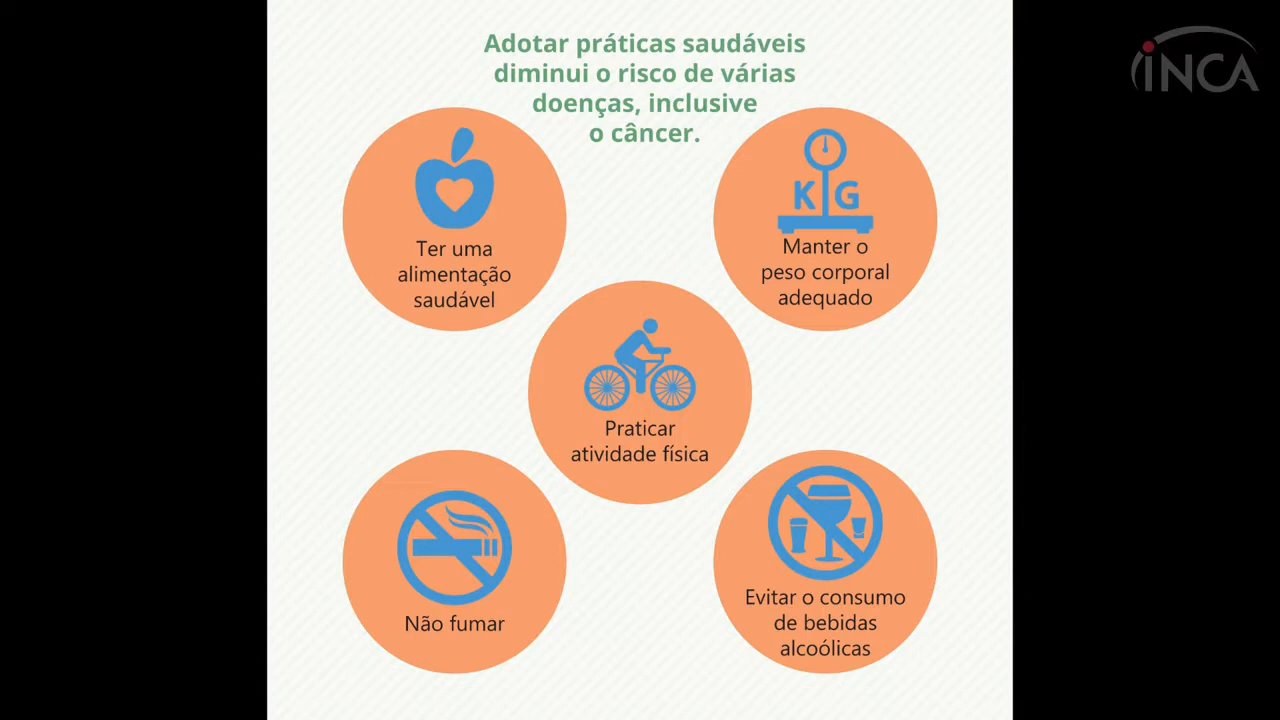 Adotar práticas saudáveis
diminui o risco de várias
doenças, inclusive
o câncer.
INCA
Ter uma
alimentação
saudável
KG
Manter o
peso corporal
adequado
Praticar
atividade física
Não fumar
Evitar o consumo
de bebidas
alcoólicas